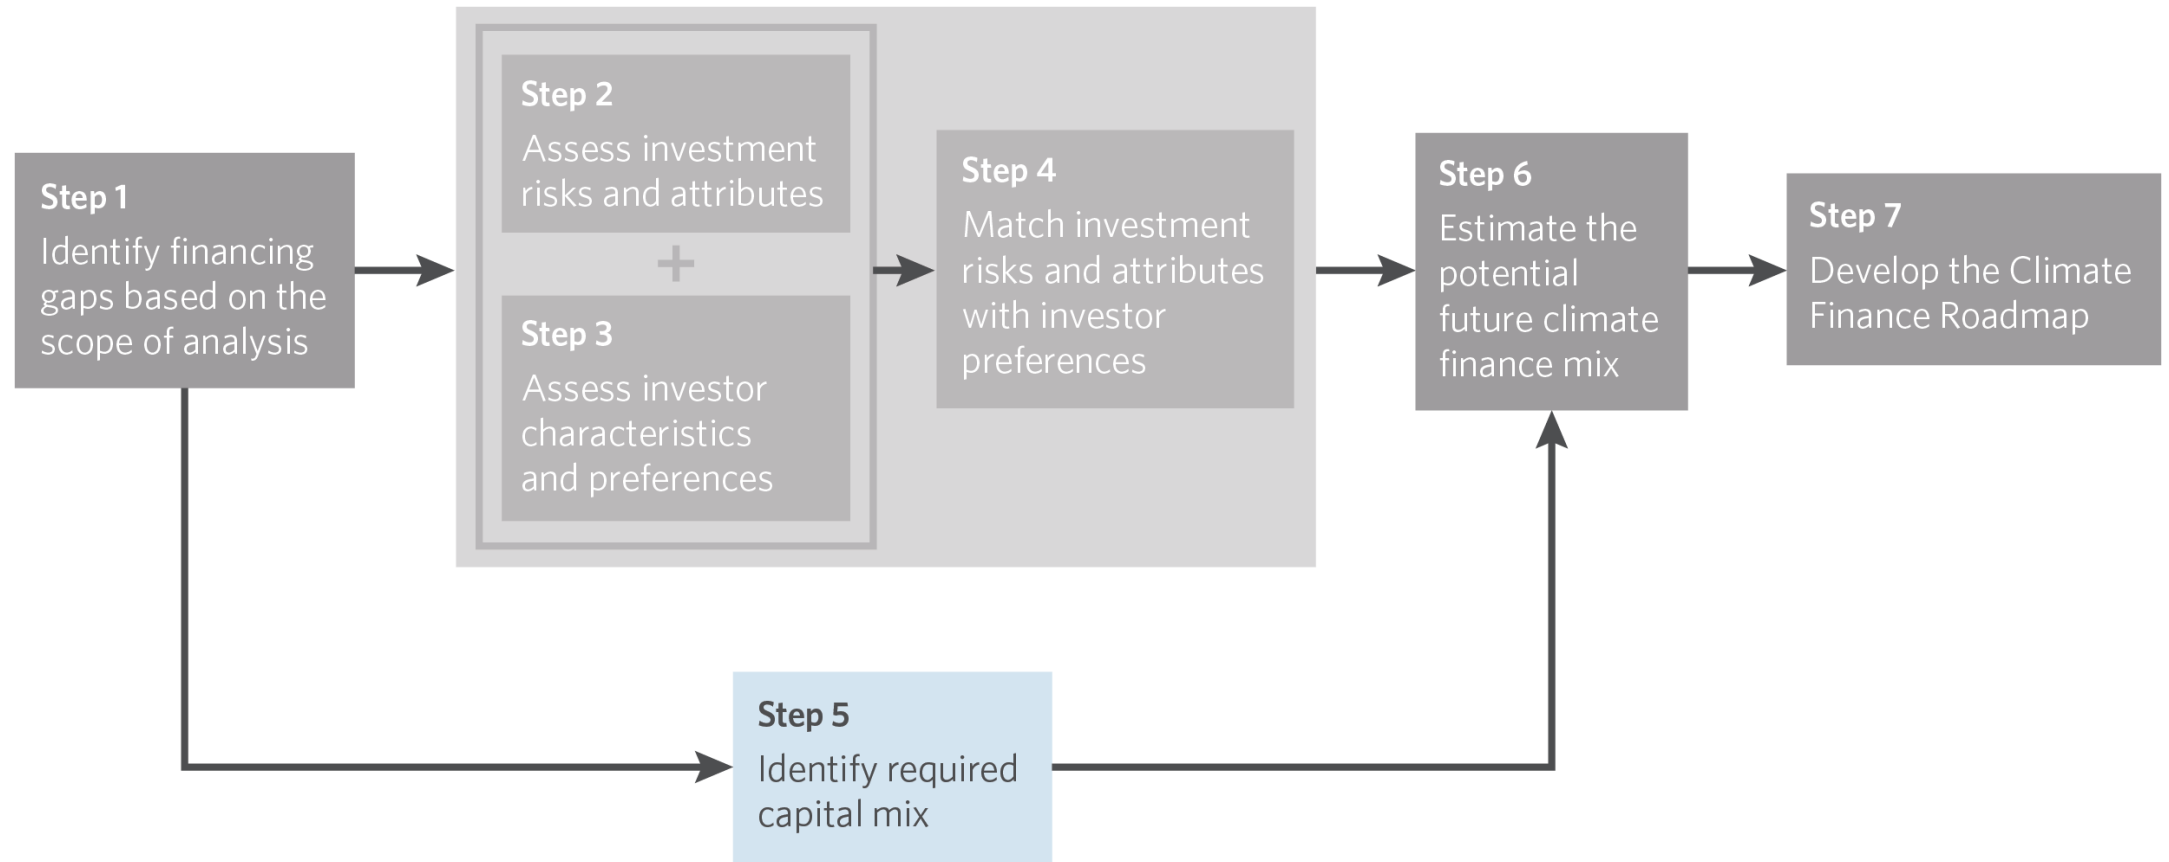 Step 1
Identify financing
gaps based on the
scope of analysis
Step 2
Assess investment
risks and attributes
+
Step 3
Assess investor
characteristics
and preferences
Step 4
Match investment
risks and attributes
with investor
preferences
Step 5
Identify required
capital mix
Step 6
Estimate the
potential
future climate
finance mix
Step 7
Develop the Climate
Finance Roadmap